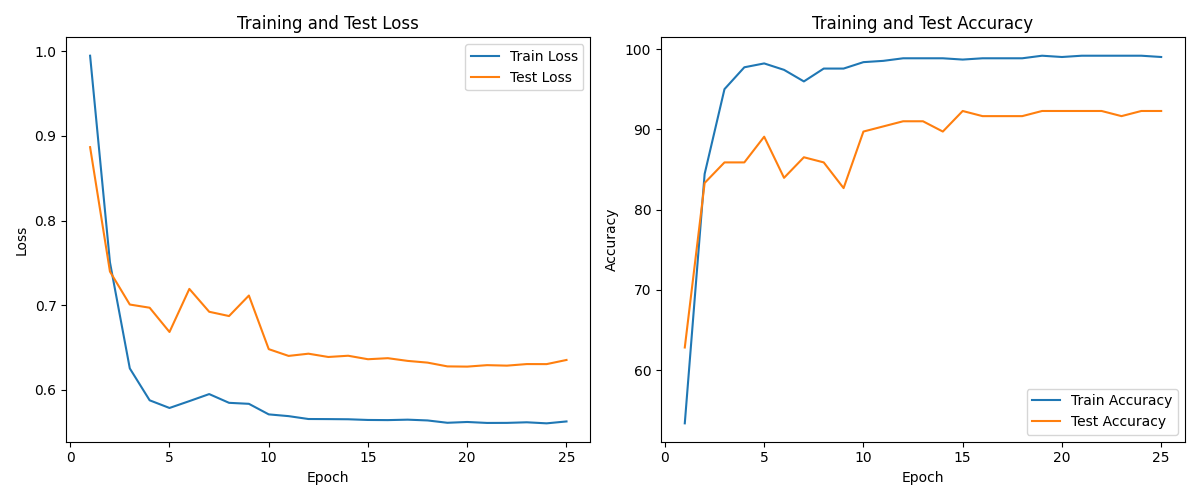 Training and Test Loss
Train Loss
Test Loss
1.0
0.9
0.8
0.7
0.6
Loss
0
5
10
15
20
25
Epoch
Training and Test Accuracy
100
90
80
70
60
Accuracy
Train Accuracy
Test Accuracy
0
5
10
15
20
25
Epoch